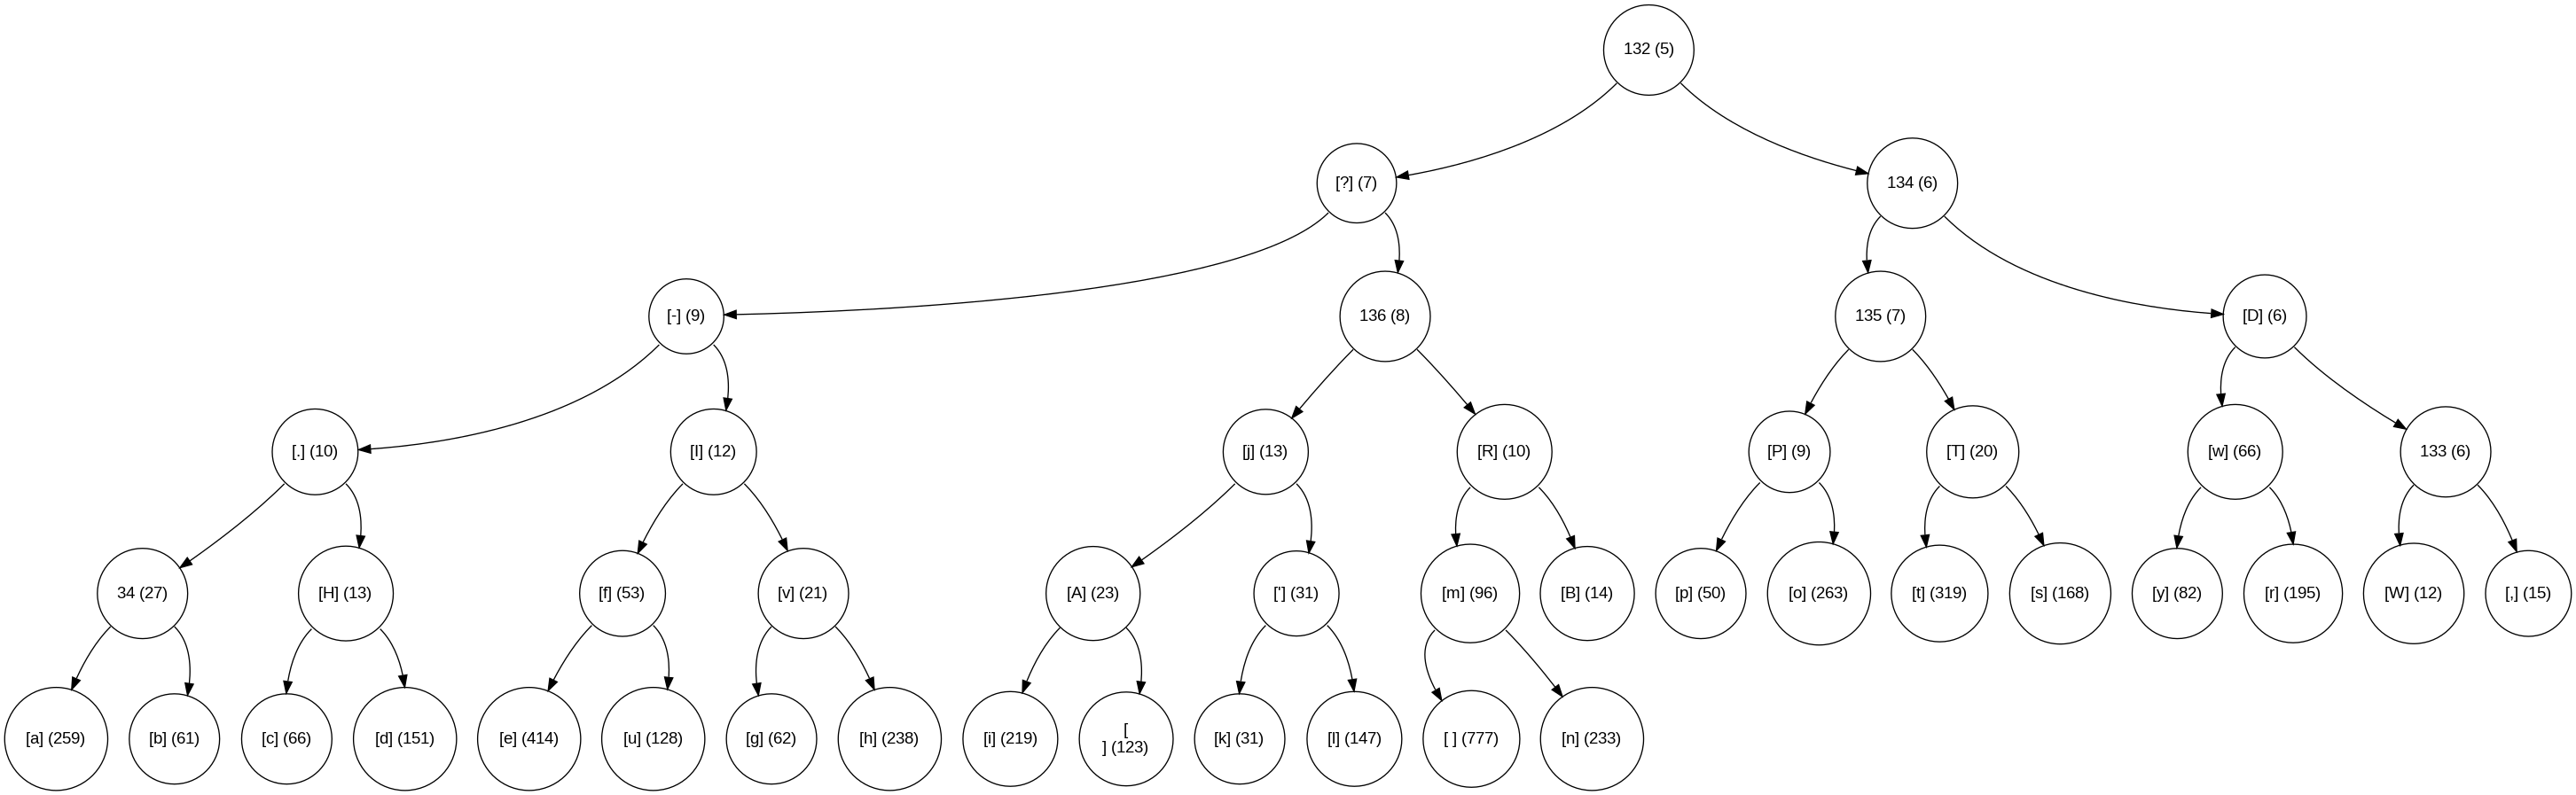 132 (5)
[?] (7)
134 (6)
[-] (9)
136 (8)
135 (7)
[D] (6)
[.] (10)
[I] (12)
[j] (13)
[R] (10)
[P] (9)
[T] (20)
[w] (66)
133 (6)
34 (27)
[H] (13)
[f] (53)
[v] (21)
[A] (23)
['] (31)
[m] (96)
[B] (14)
[p] (50)
[o] (263)
[t] (319)
[s] (168)
[y] (82)
[r] (195)
[W] (12)
[,] (15)
[a] (259)
[b] (61)
[c] (66)
[d] (151)
[e] (414)
[u] (128)
[g] (62)
[h] (238)
[i] (219)
[
] (123)
[k] (31)
[l] (147)
[ ] (777)
[n] (233)